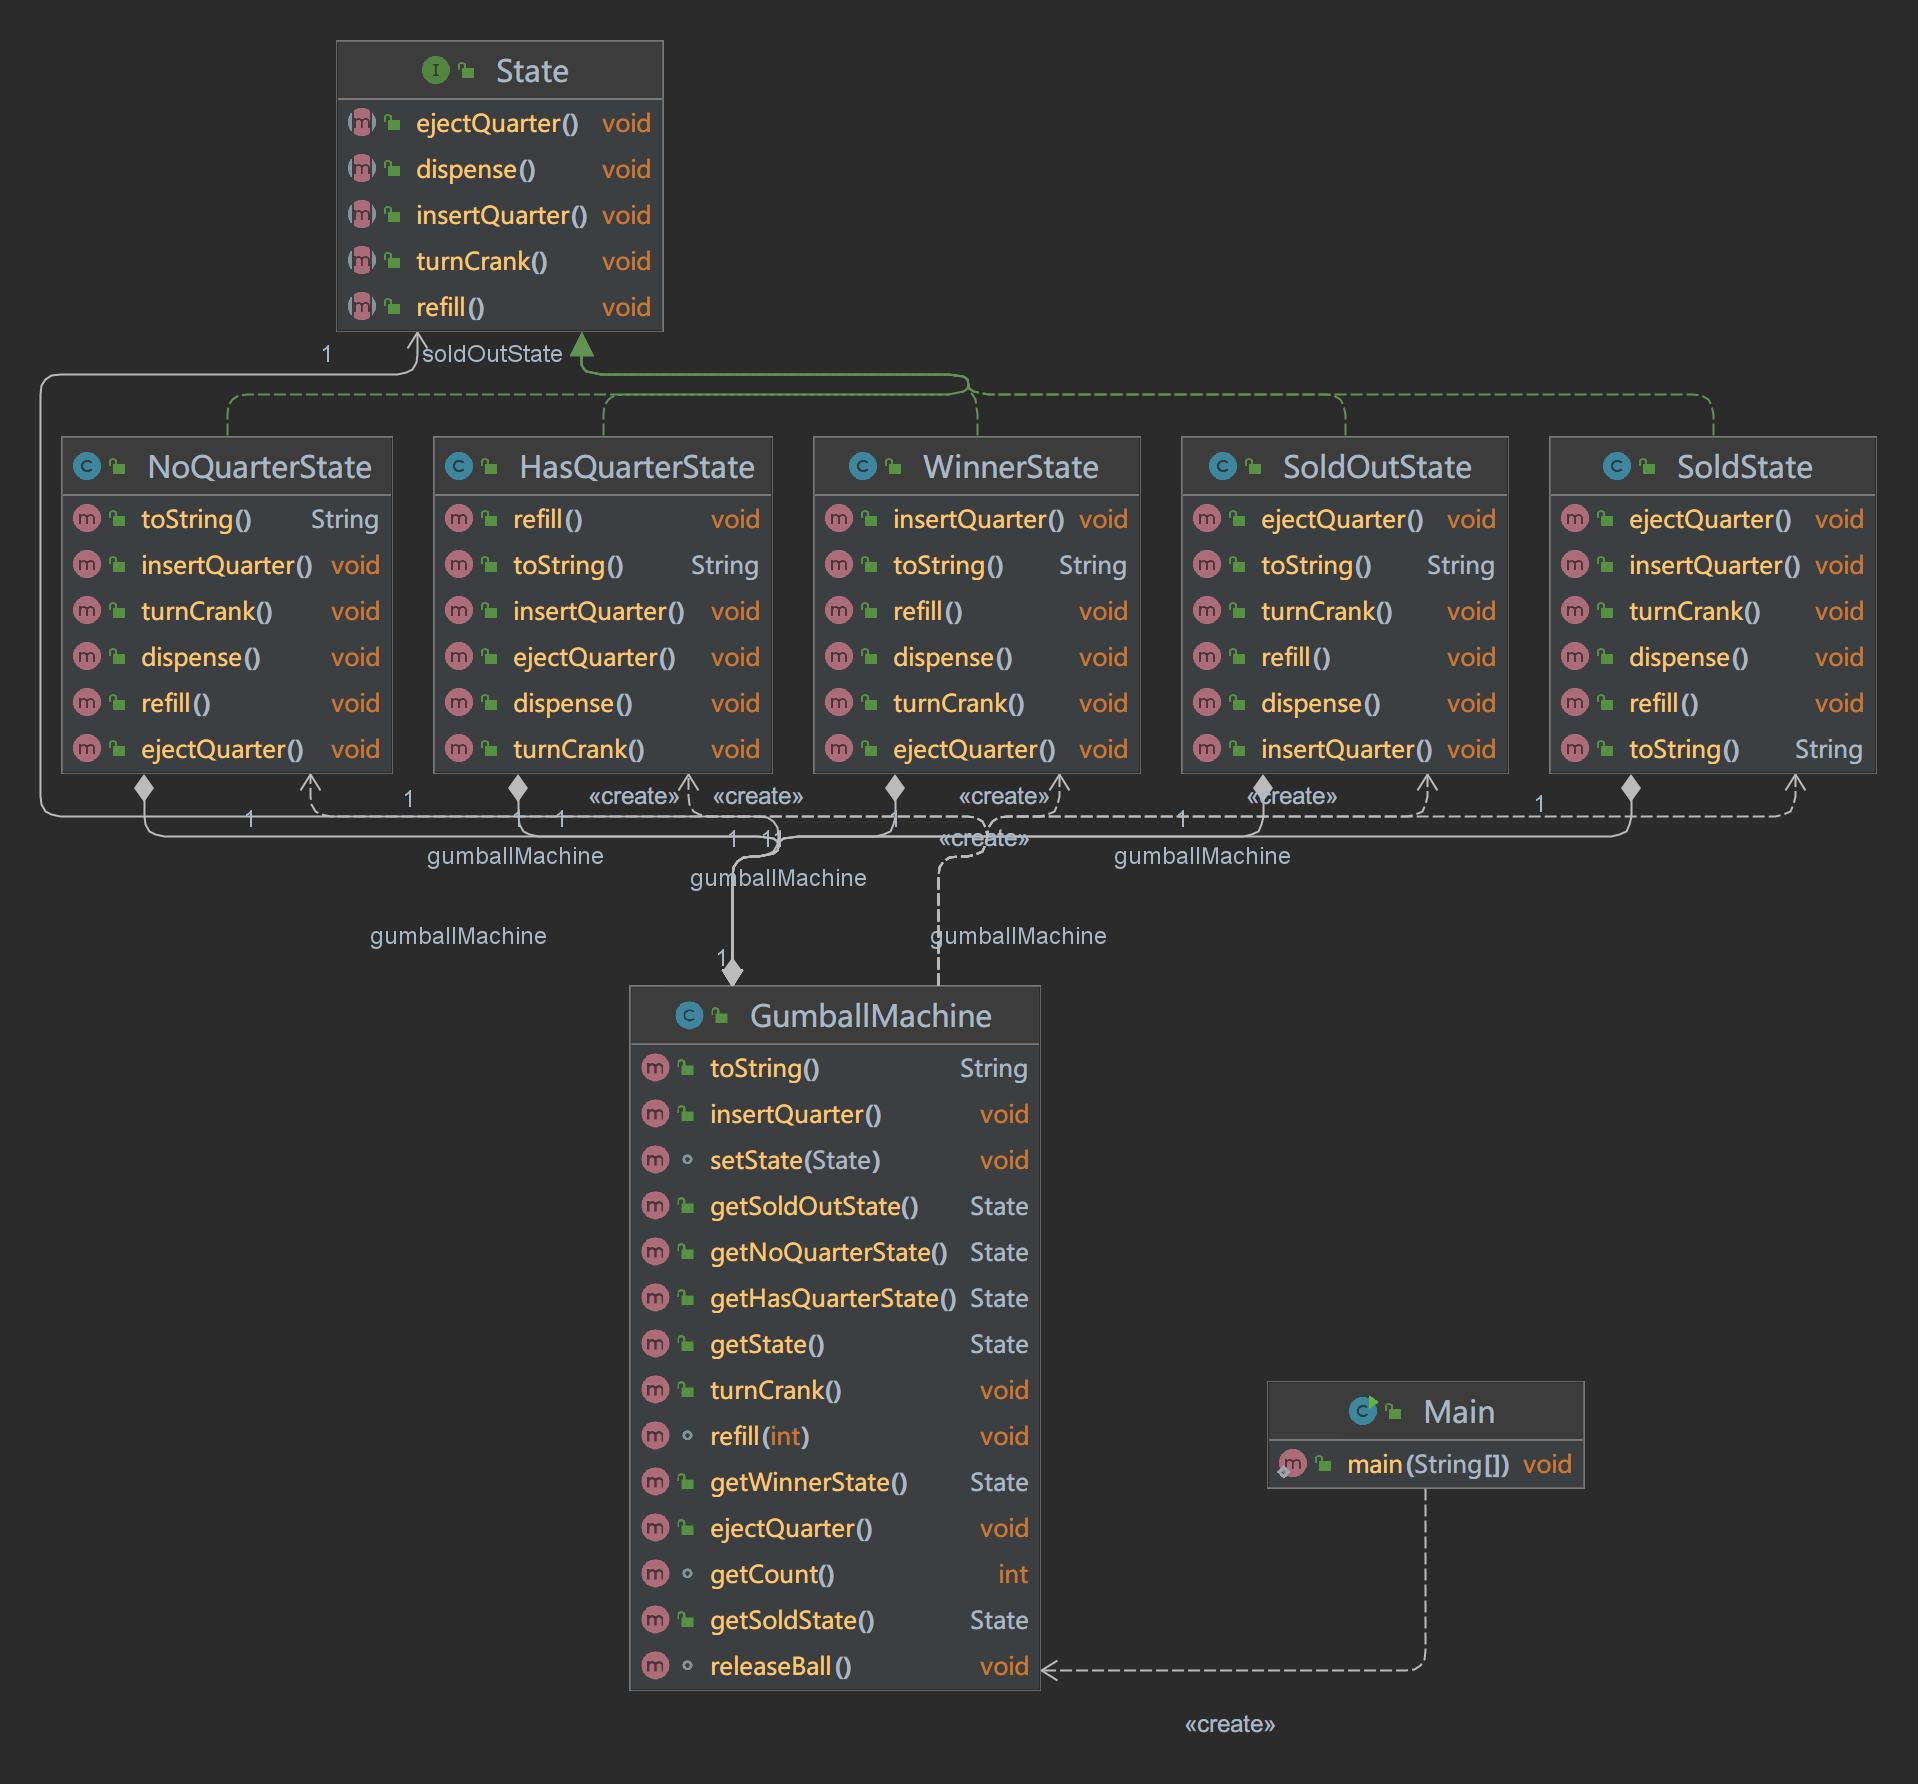 State
ejectQuarter() void
dispense() void
insertQuarter() void
turnCrank() void
refill() void
1 soldOutState
NoQuarterState
toString() String
insertQuarter() void
turnCrank() void
dispense() void
refill() void
ejectQuarter() void
HasQuarterState
refill() void
toString() String
insertQuarter() void
ejectQuarter() void
dispense() void
turnCrank() void
WinnerState
insertQuarter() void
toString() String
refill() void
dispense() void
turnCrank() void
ejectQuarter() void
SoldOutState
ejectQuarter() void
toString() String
turnCrank() void
refill() void
dispense() void
insertQuarter() void
SoldState
ejectQuarter() void
insertQuarter() void
turnCrank() void
dispense() void
refill() void
toString() String
1 «create» «create» «create» «create» 1
1 1 1 1 1
1 1 1 «create»
gumballMachine gumballMachine
gumballMachine
gumballMachine gumballMachine
1
GumballMachine
toString() String
insertQuarter() void
setState(State) void
getSoldOutState() State
getNoQuarterState() State
getHasQuarterState() State
getState() State
turnCrank() void
refill(int) void
getWinnerState() State
ejectQuarter() void
getCount() int
getSoldState() State
releaseBall() void
Main
main(String[]) void
«create»